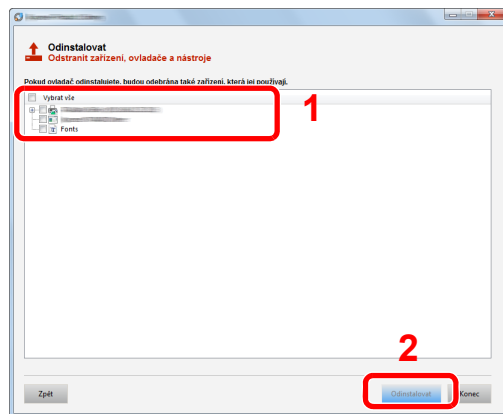 Odinstalovat
Odstranit zařízení, ovladače a nástroje
Pokud ovladač odinstalujete, budou odebrána také zařízení, která jej používají.
Vybrat vše
1
Fonts
2
Zpět
Odinstalovat
Konec